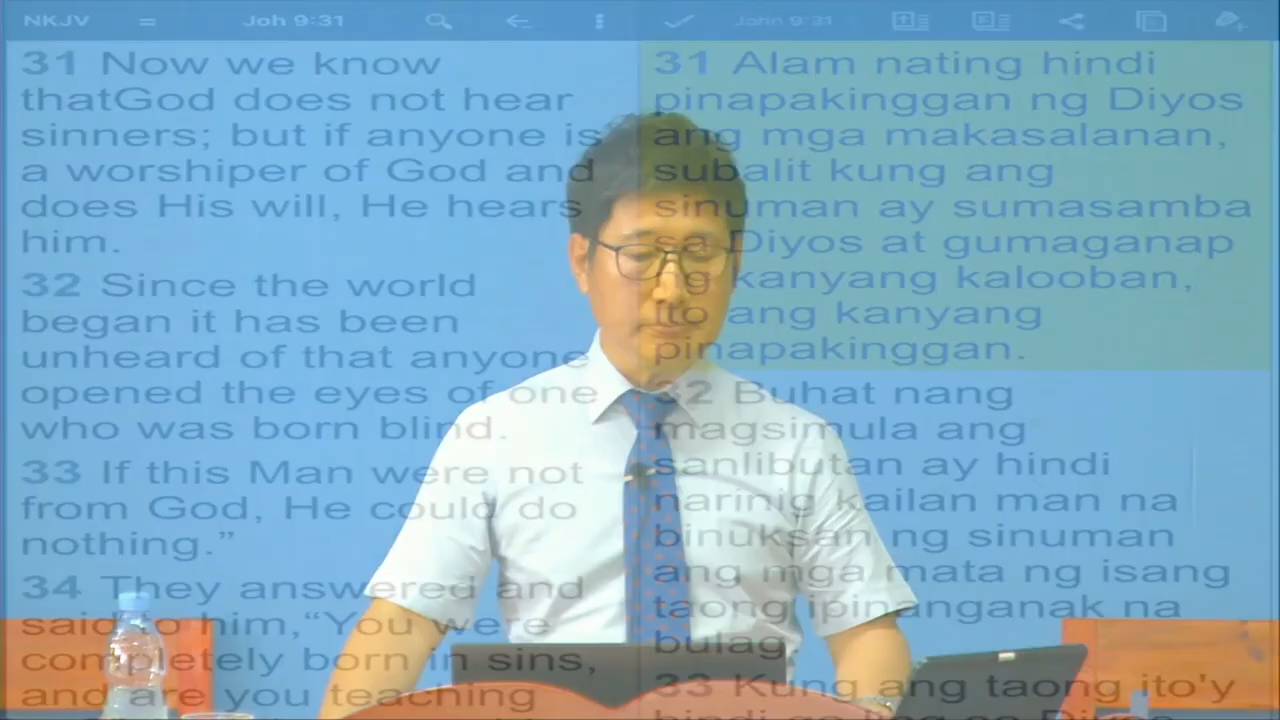 NKJV = Joh 9:31
31 Now we know
thatGod does not hear
sinners; but if anyone is
a worshiper of God and
does His will, He hears
him.
32 Since the world
began it has been
unheard of that anyone
opened the eyes of one
who was born blind.
33 If this Man were not
from God, He could do
nothing.”
34 They answered and
said to him,“You were
completely born in sins,
and are you teaching
John 9:31
31 Alam nating hindi
pinapakinggan ng Diyos
ang mga makasalanan,
subalit kung ang
sinuman ay sumasamba
sa Diyos at gumaganap
ng kanyang kalooban,
ito ang kanyang
pinapakinggan.
32 Buhat nang
magsimula ang
sanlibutan ay hindi
narinig kailan man na
binuksan ng sinuman
ang mga mata ng isang
taong ipinanganak na
bulag
33 Kung ang taong ito'y